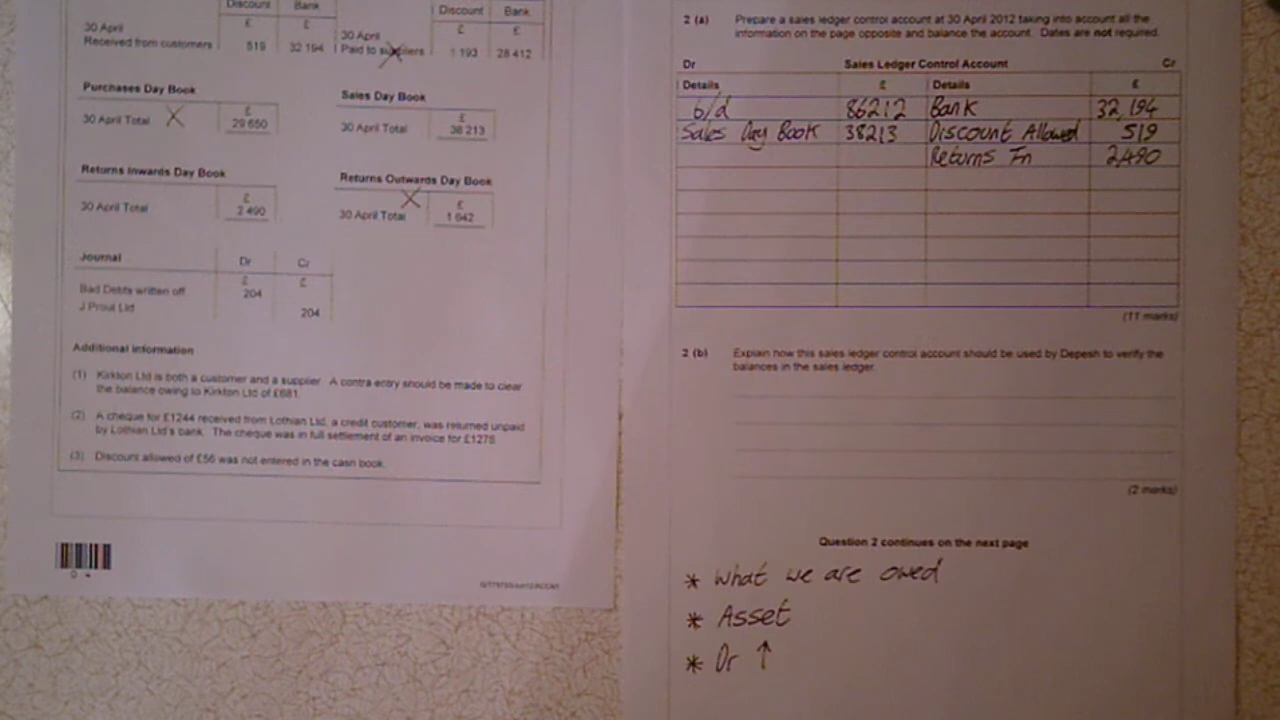 Discount Bank
£ £
30 April
Received from customers 519 32 194
Discount Bank
£ £
30 April
Paid to suppliers 1 193 28 412
Purchases Day Book
£
30 April Total 29 650
Sales Day Book
£
30 April Total 38 213
Returns Inwards Day Book
£
30 April Total 2 490
Returns Outwards Day Book
£
30 April Total 1 642
Journal Dr Cr
£ £
Bad Debts written off 204
J Prout Ltd 204
Additional information
(1) Kirkton Ltd is both a customer and a supplier. A contra entry should be made to clear
the balance owing to Kirkton Ltd of £681.
(2) A cheque for £1244 received from Lothian Ltd, a credit customer, was returned unpaid
by Lothian Ltd's bank. The cheque was in full settlement of an invoice for £1276.
(3) Discount allowed of £56 was not entered in the cash book.
2 (a) Prepare a sales ledger control account at 30 April 2012 taking into account all the
information on the page opposite and balance the account. Dates are not required.
Dr Sales Ledger Control Account Cr
Details £ Details £
b/d 86212 Bank 32,194
Sales Day Book 38213 Discount Allowed 519
Returns In 2,490
(11 marks)
2 (b) Explain how this sales ledger control account should be used by Depesh to verify the
balances in the sales ledger.
(2 marks)
Question 2 continues on the next page
* What we are owed
* Asset
* Dr ↑